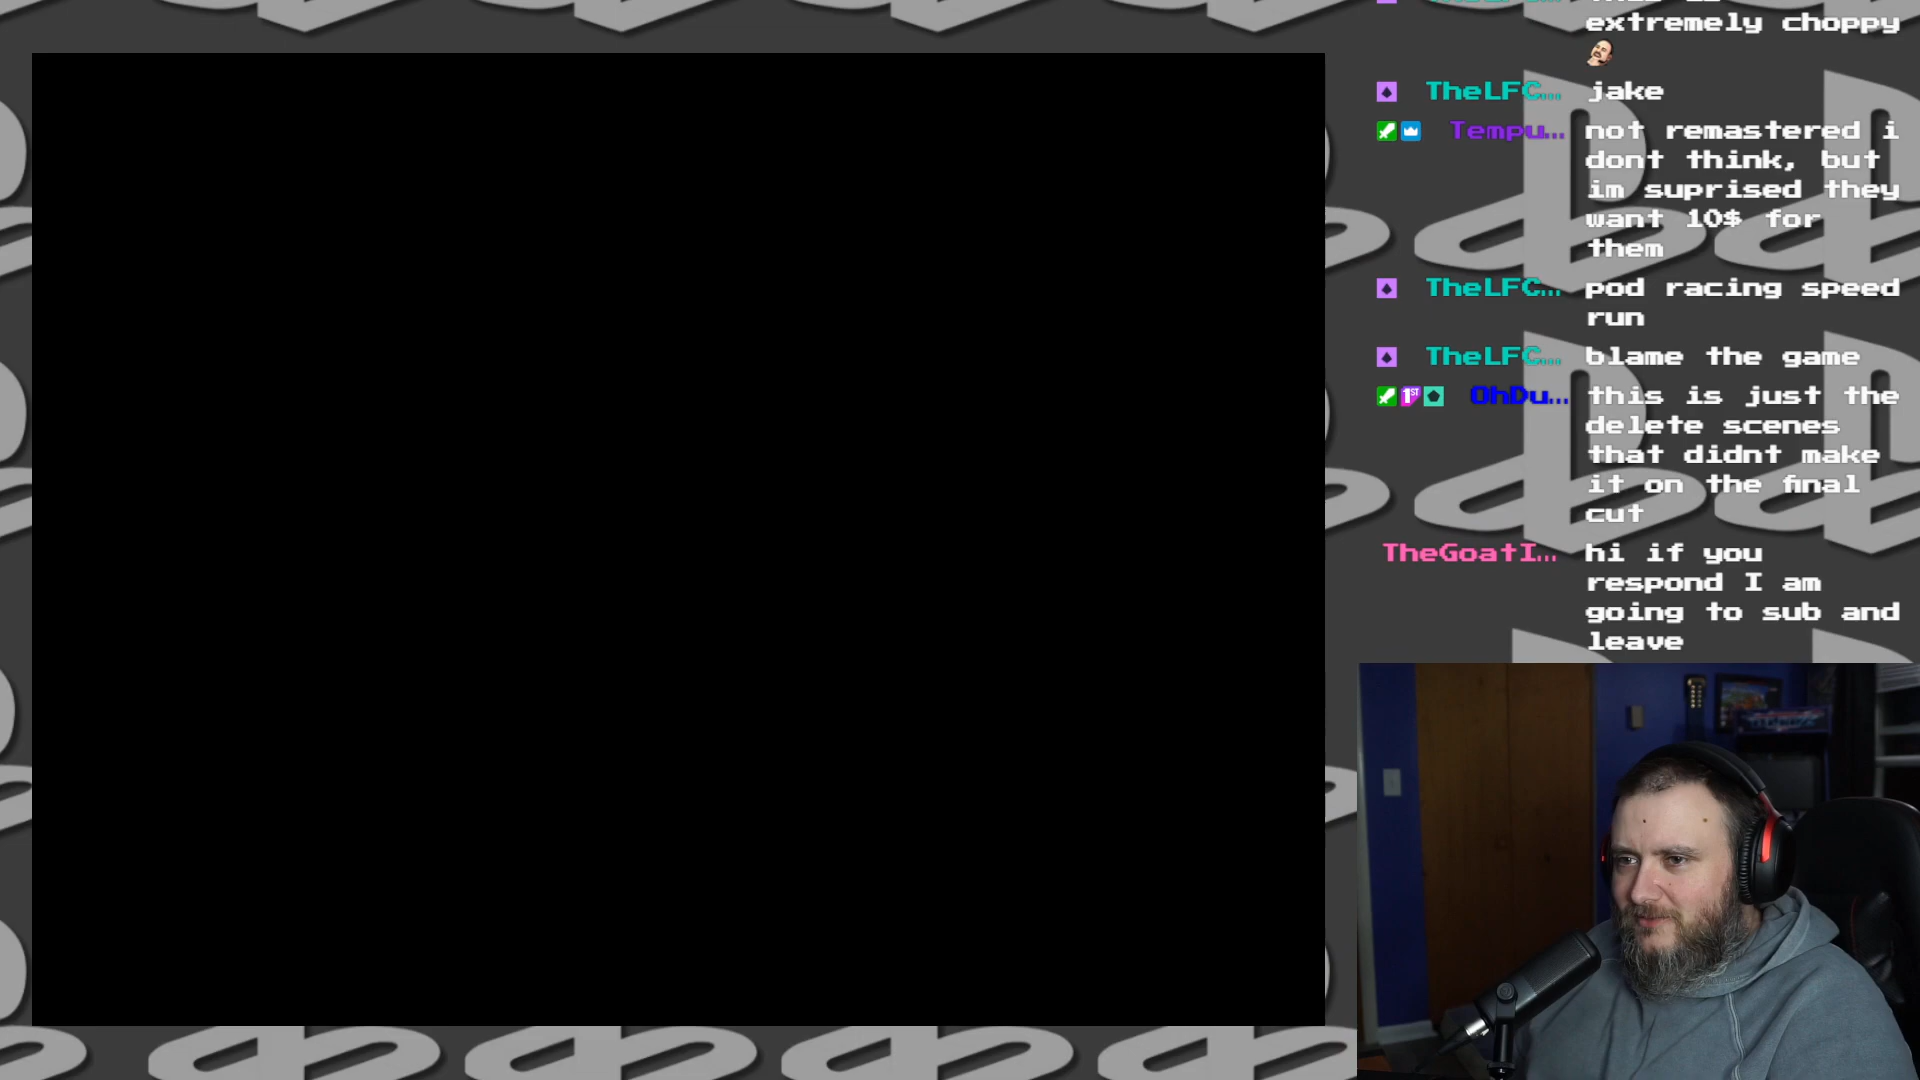 extremely choppy
TheLFC... jake
Tempu... not remastered i
dont think, but
im suprised they
want 10$ for
them
TheLFC... pod racing speed
run
TheLFC... blame the game
1ST OhDu... this is just the
delete scenes
that didnt make
it on the final
cut
TheGoatI... hi if you
respond I am
going to sub and
leave